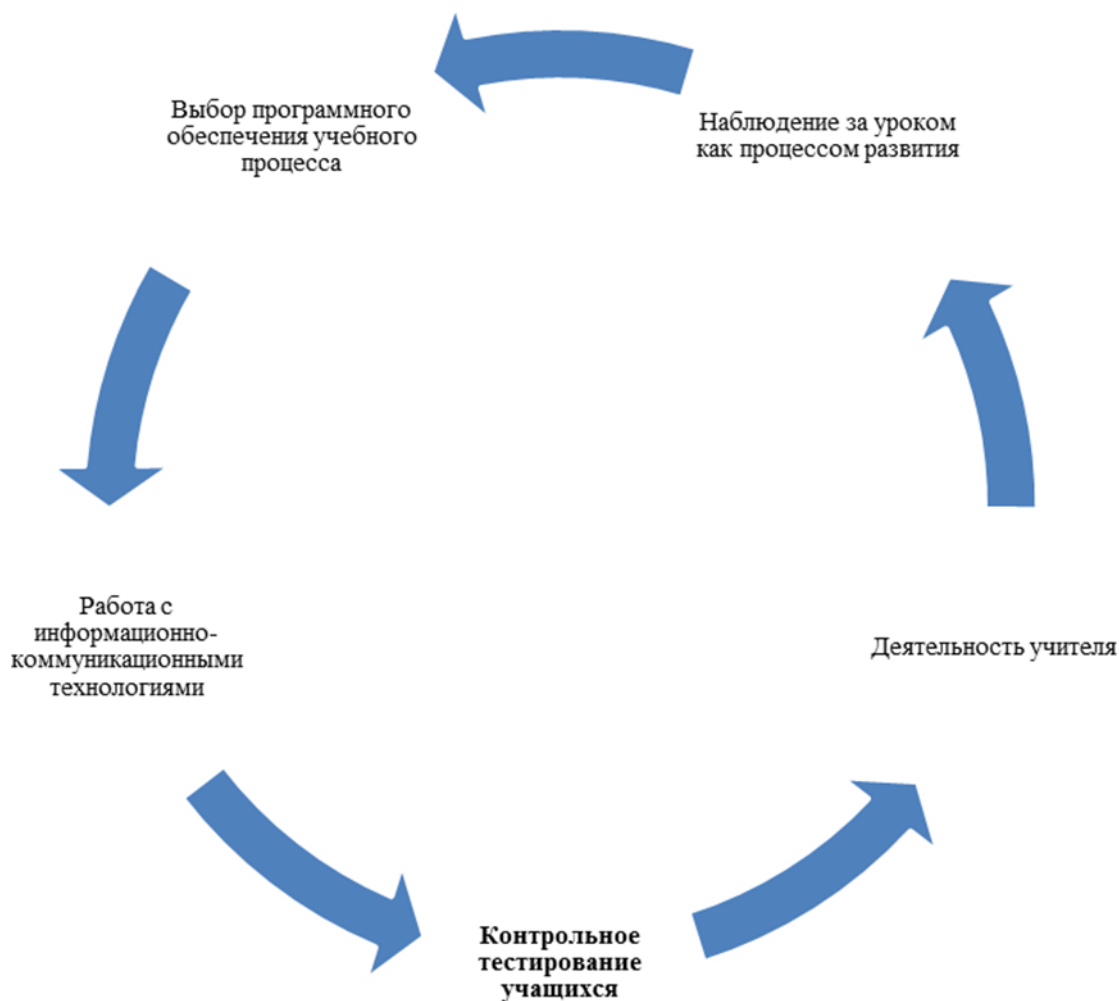 Выбор программного
обеспечения учебного
процесса
Наблюдение за уроком
как процессом развития
Работа с
информационно-
коммуникационными
технологиями
Деятельность учителя
Контрольное
тестирование
учащихся